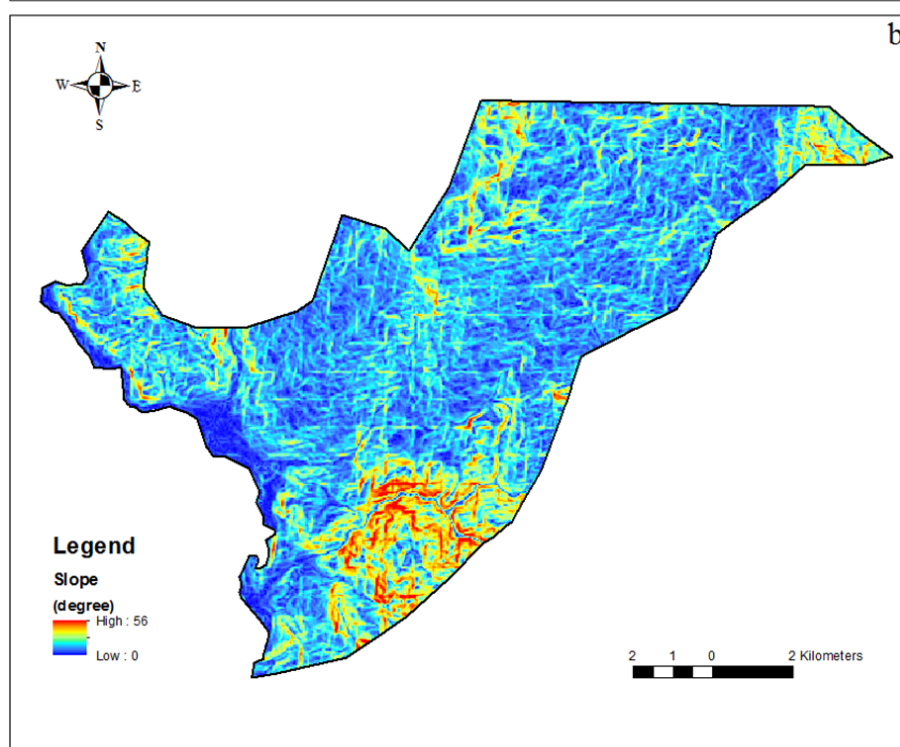 b
N
W E
S
Legend
Slope
(degree)
High : 56
Low : 0
2 1 0 2 Kilometers